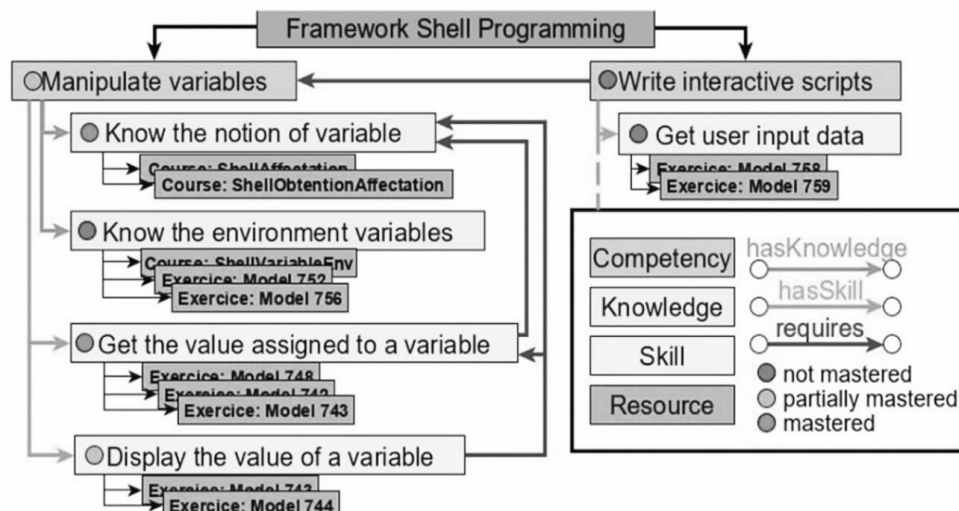 Framework Shell Programming
Manipulate variables
Write interactive scripts
Know the notion of variable
Get user input data
Course: ShellAffectation
Course: ShellObtentionAffectation
Exercice: Model 758
Exercice: Model 759
Know the environment variables
Course: ShellVariableEnv
Exercice: Model 752
Exercice: Model 756
Get the value assigned to a variable
Exercice: Model 748
Exercice: Model 742
Exercice: Model 743
Display the value of a variable
Exercice: Model 743
Exercice: Model 744
Competency
hasKnowledge
Knowledge
hasSkill
Skill
requires
Resource
not mastered
partially mastered
mastered